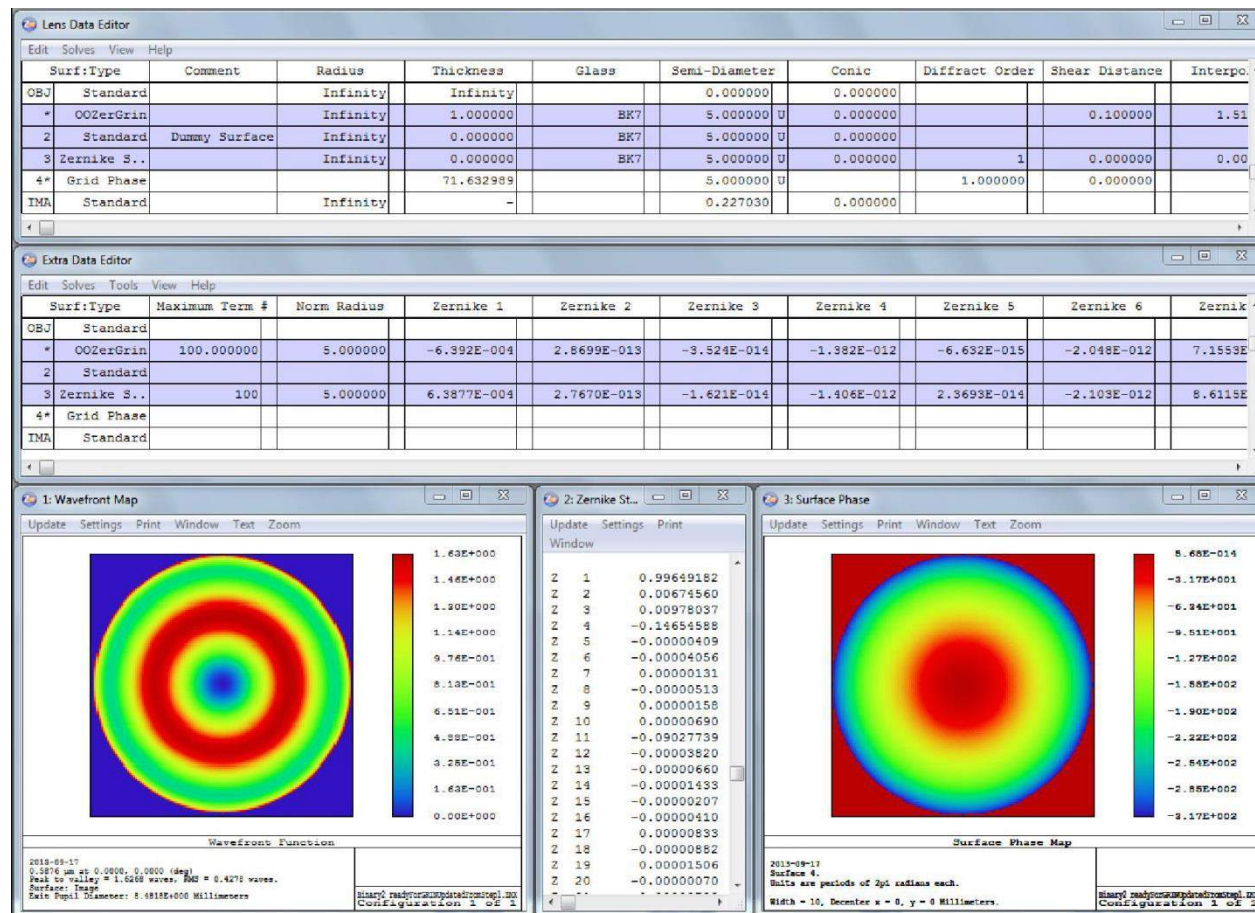 Lens Data Editor
Edit Solves View Help
Surf:Type Comment Radius Thickness Glass Semi-Diameter Conic Diffract Order Shear Distance Interpo
OBJ Standard Infinity Infinity 0.000000 0.000000
* OOZerGrin Infinity 1.000000 BK7 5.000000 U 0.000000 0.100000 1.51
2 Standard Dummy Surface Infinity 0.000000 5.000000 U 0.000000
3 Zernike S.. Infinity 0.000000 BK7 5.000000 U 0.000000 1 0.000000 0.00
4* Grid Phase 71.632989 5.000000 U 1.000000 0.000000
IMA Standard Infinity - 0.227030 0.000000
Extra Data Editor
Edit Solves Tools View Help
Surf:Type Maximum Term # Norm Radius Zernike 1 Zernike 2 Zernike 3 Zernike 4 Zernike 5 Zernike 6 Zernik
OBJ Standard
* OOZerGrin 100.000000 5.000000 -6.392E-004 2.8699E-013 -3.524E-014 -1.382E-012 -6.632E-015 -2.048E-012 7.1553E
2 Standard
3 Zernike S.. 100 5.000000 6.3877E-004 2.7670E-013 -1.621E-014 -1.406E-012 2.3693E-014 -2.103E-012 8.6115E
4* Grid Phase
IMA Standard
1: Wavefront Map
Update Settings Print Window Text Zoom
1.63E+000
1.46E+000
1.30E+000
1.14E+000
9.76E-001
8.13E-001
6.51E-001
4.88E-001
3.25E-001
1.63E-001
0.00E+000
Wavefront Function
2013-09-17
0.5876 µm at 0.0000, 0.0000 (deg)
Peak to valley = 1.6268 waves, RMS = 0.4278 waves.
Surface: Image
Exit Pupil Diameter: 8.4818E+000 Millimeters
Configuration 1 of 1
2: Zernike St...
Update Settings Print
Window
Z 1 0.99649182
Z 2 0.00674560
Z 3 0.00978037
Z 4 -0.14654588
Z 5 -0.00000409
Z 6 -0.00004056
Z 7 0.00000131
Z 8 -0.00000513
Z 9 0.00000158
Z 10 0.00000690
Z 11 -0.09027739
Z 12 -0.00003820
Z 13 -0.00000660
Z 14 -0.00001433
Z 15 -0.00000207
Z 16 -0.00000410
Z 17 0.00000833
Z 18 -0.00000882
Z 19 0.00001506
Z 20 -0.00000070
3: Surface Phase
Update Settings Print Window Text Zoom
5.68E-014
-3.17E+001
-6.34E+001
-9.51E+001
-1.27E+002
-1.58E+002
-1.90E+002
-2.22E+002
-2.54E+002
-2.85E+002
-3.17E+002
Surface Phase Map
2013-09-17
Surface 4.
Units are periods of 2pi radians each.
Width = 10, Decenter x = 0, y = 0 Millimeters.
Configuration 1 of 1